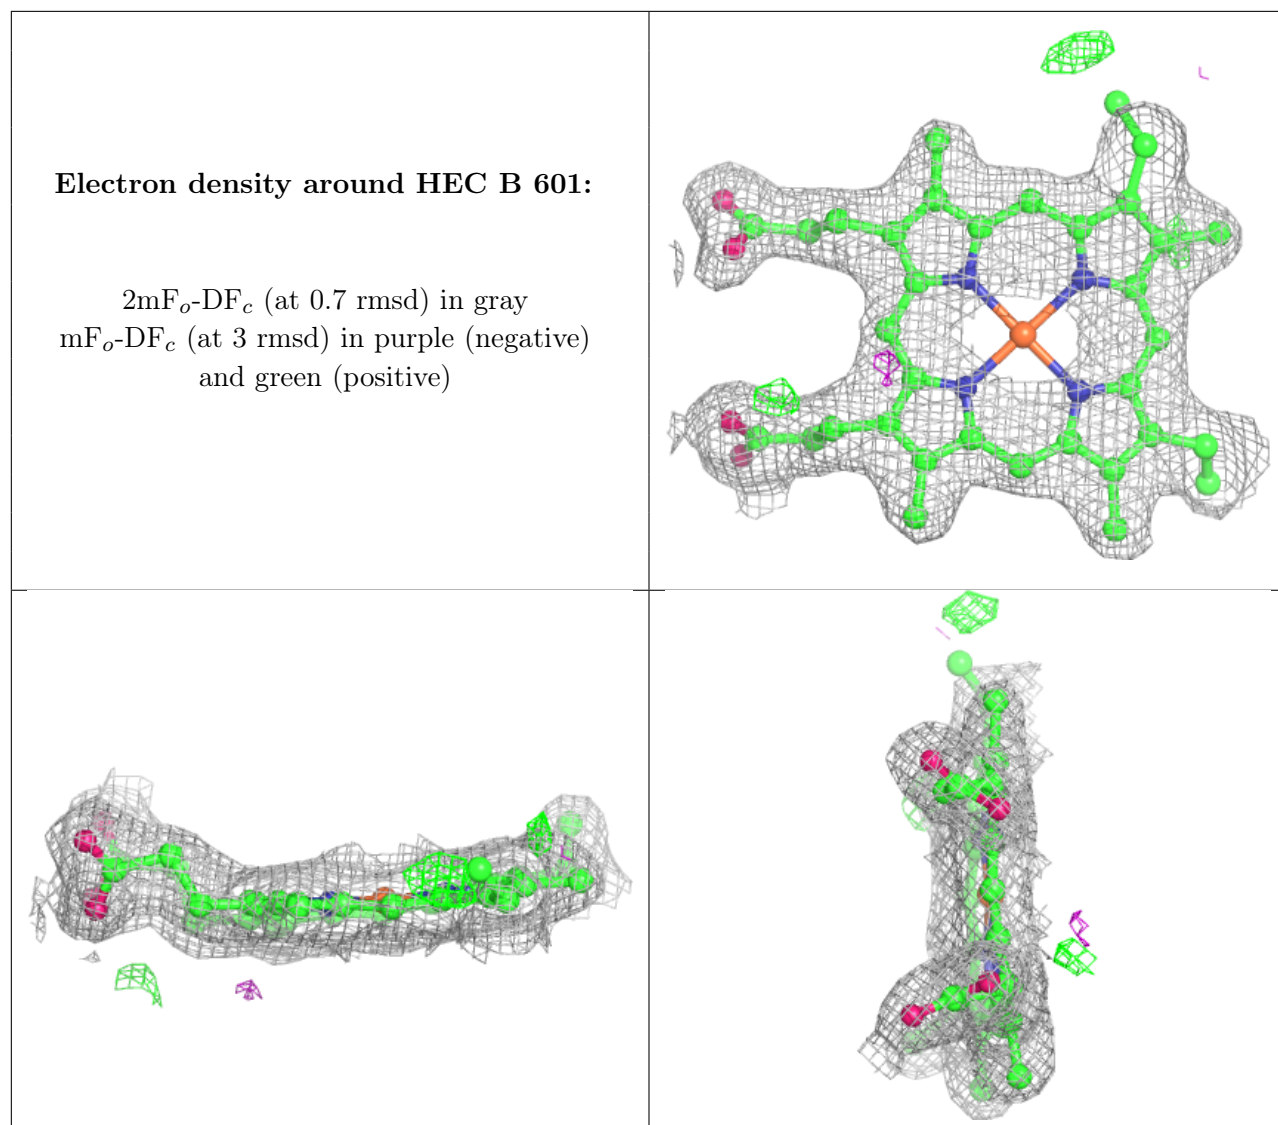 Electron density around HEC B 601:
2mFₒ-DF𝒸 (at 0.7 rmsd) in gray
mFₒ-DF𝒸 (at 3 rmsd) in purple (negative)
and green (positive)